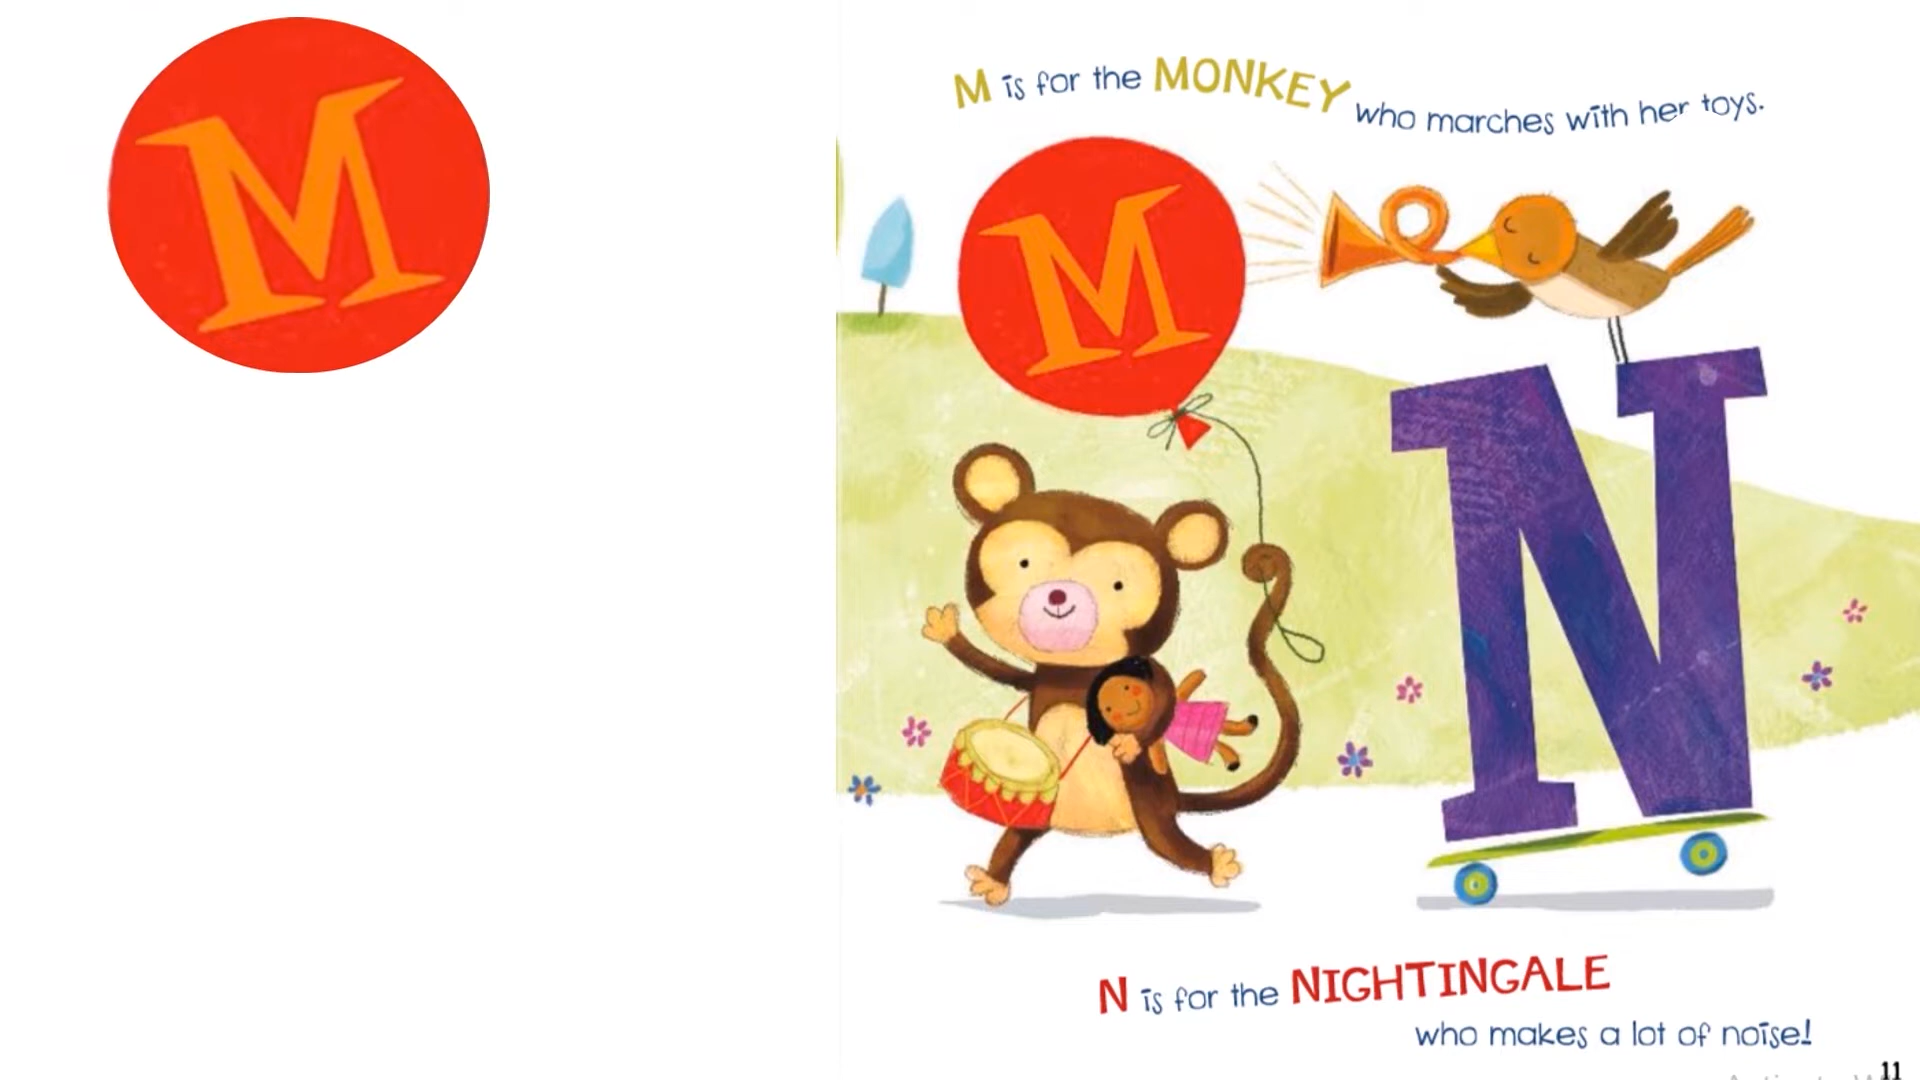 M
M is for the MONKEY who marches with her toys.
M
N
N is for the NIGHTINGALE
who makes a lot of noise!
11